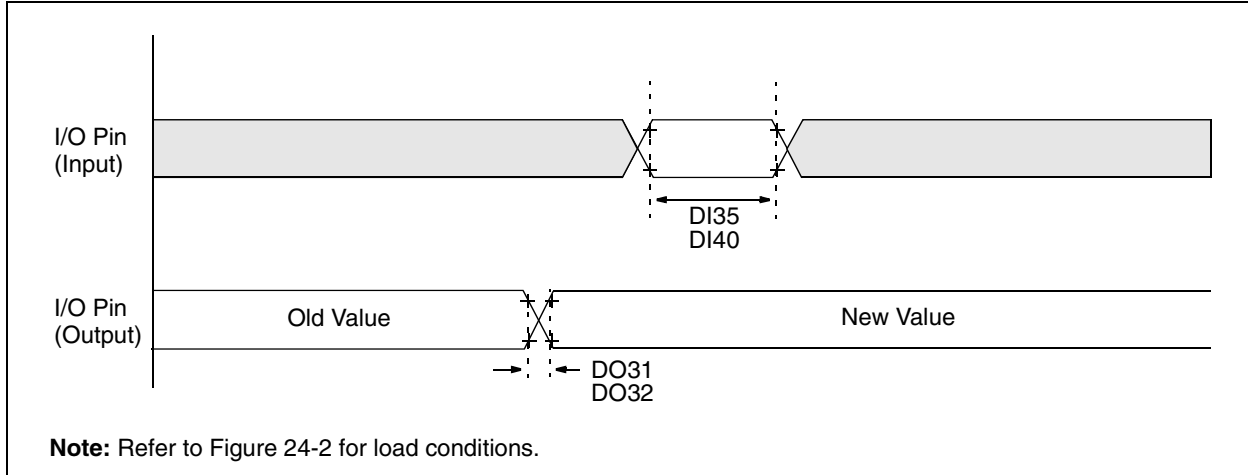 I/O Pin
(Input)
DI35
DI40
I/O Pin
(Output)
Old Value
New Value
DO31
DO32
Note: Refer to Figure 24-2 for load conditions.